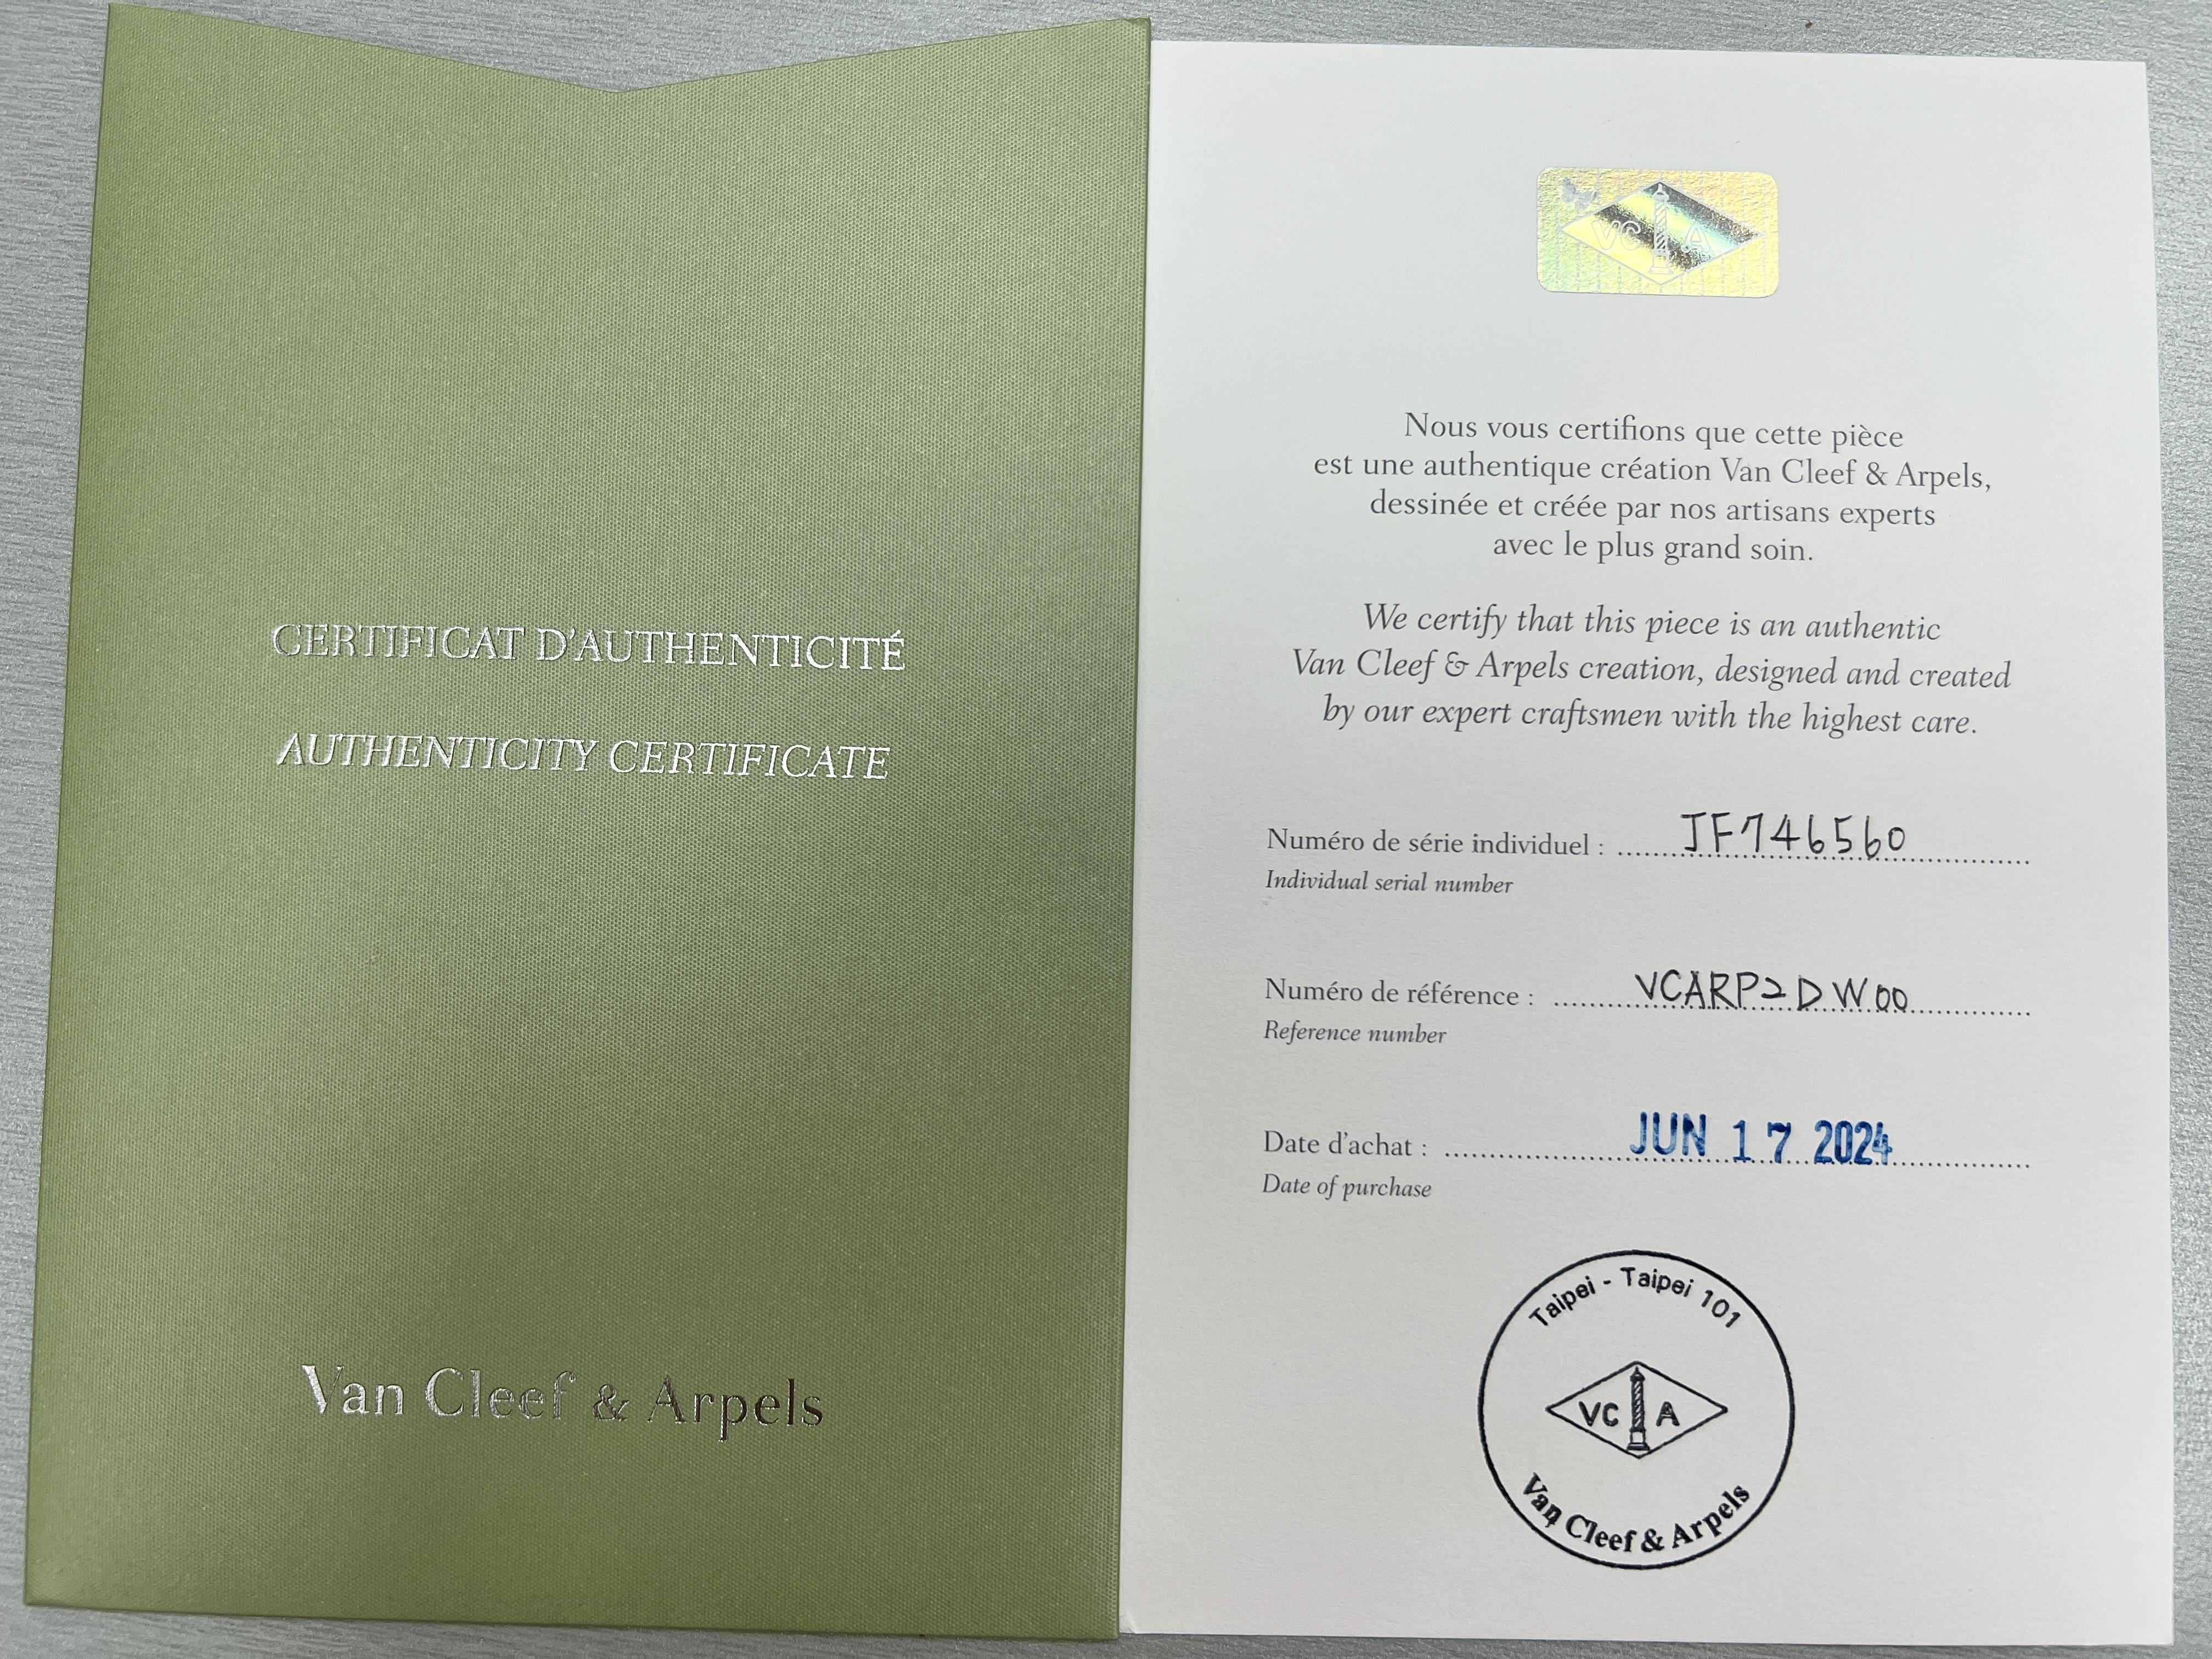 CERTIFICAT D'AUTHENTICITÉ
AUTHENTICITY CERTIFICATE
Van Cleef & Arpels
VC A
Nous vous certifions que cette pièce
est une authentique création Van Cleef & Arpels,
dessinée et créée par nos artisans experts
avec le plus grand soin.
We certify that this piece is an authentic
Van Cleef & Arpels creation, designed and created
by our expert craftsmen with the highest care.
Numéro de série individuel : JF746560
Individual serial number
Numéro de référence : VCARP2DW00
Reference number
Date d'achat : JUN 17 2024
Date of purchase
Taipei - Taipei 101
VC A
Van Cleef & Arpels